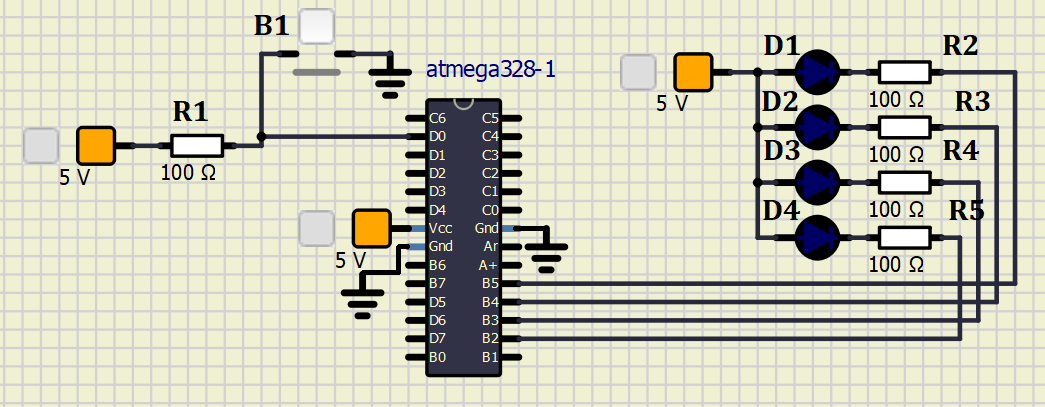 B1
atmega328-1
D1
R2
5 V
100 Ω
D2
R3
R1
100 Ω
D3
R4
5 V
100 Ω
100 Ω
D4
R5
100 Ω
5 V
C6
D0
D1
D2
D3
D4
Vcc
Gnd
B6
B7
D5
D6
D7
B0
C5
C4
C3
C2
C1
C0
Gnd
Ar
A+
B5
B4
B3
B2
B1